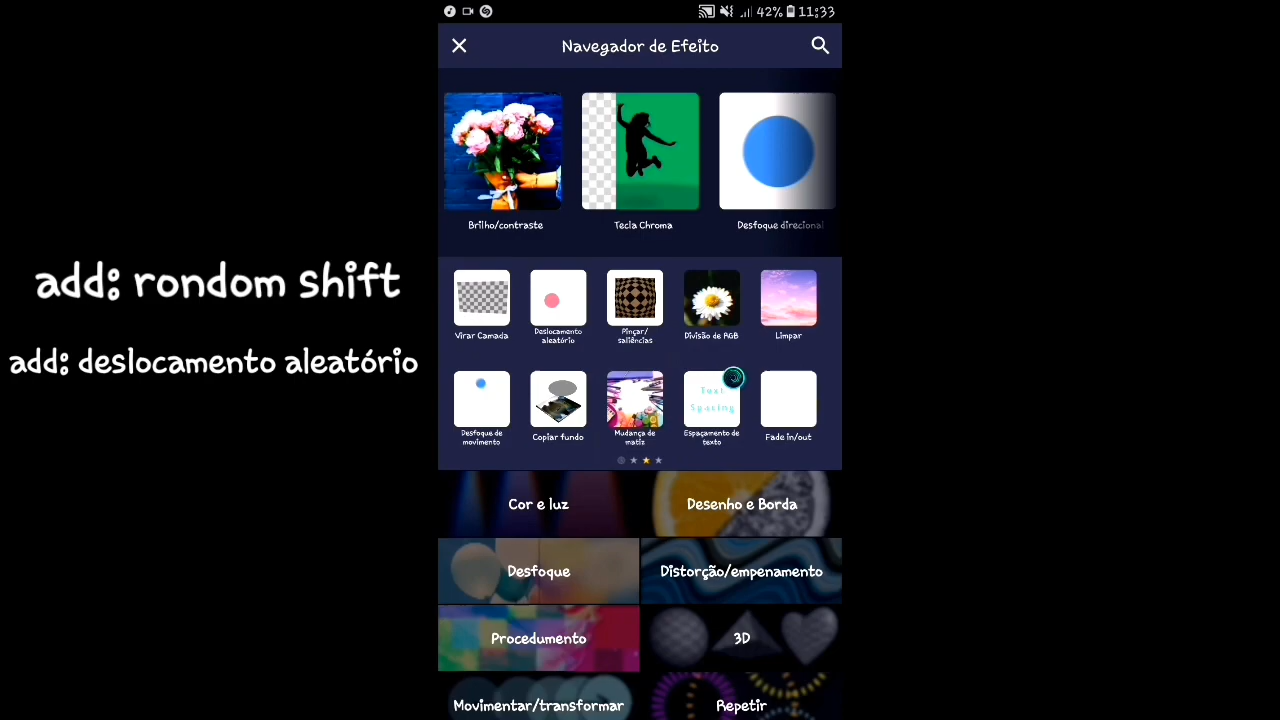 42% 11:33
Navegador de Efeito
Brilho/contraste
Tecla Chroma
Desfoque direcional
add: rondom shift
add: deslocamento aleatório
Virar Camada
Deslocamento
aleatório
Pinçar/
saliências
Divisão de RGB
Limpar
Text
Spacing
Desfoque de
movimento
Copiar fundo
Mudança de
matiz
Espaçamento de
texto
Fade in/out
Cor e luz
Desenho e Borda
Desfoque
Distorção/empenamento
Procedumento
3D
Movimentar/transformar
Repetir